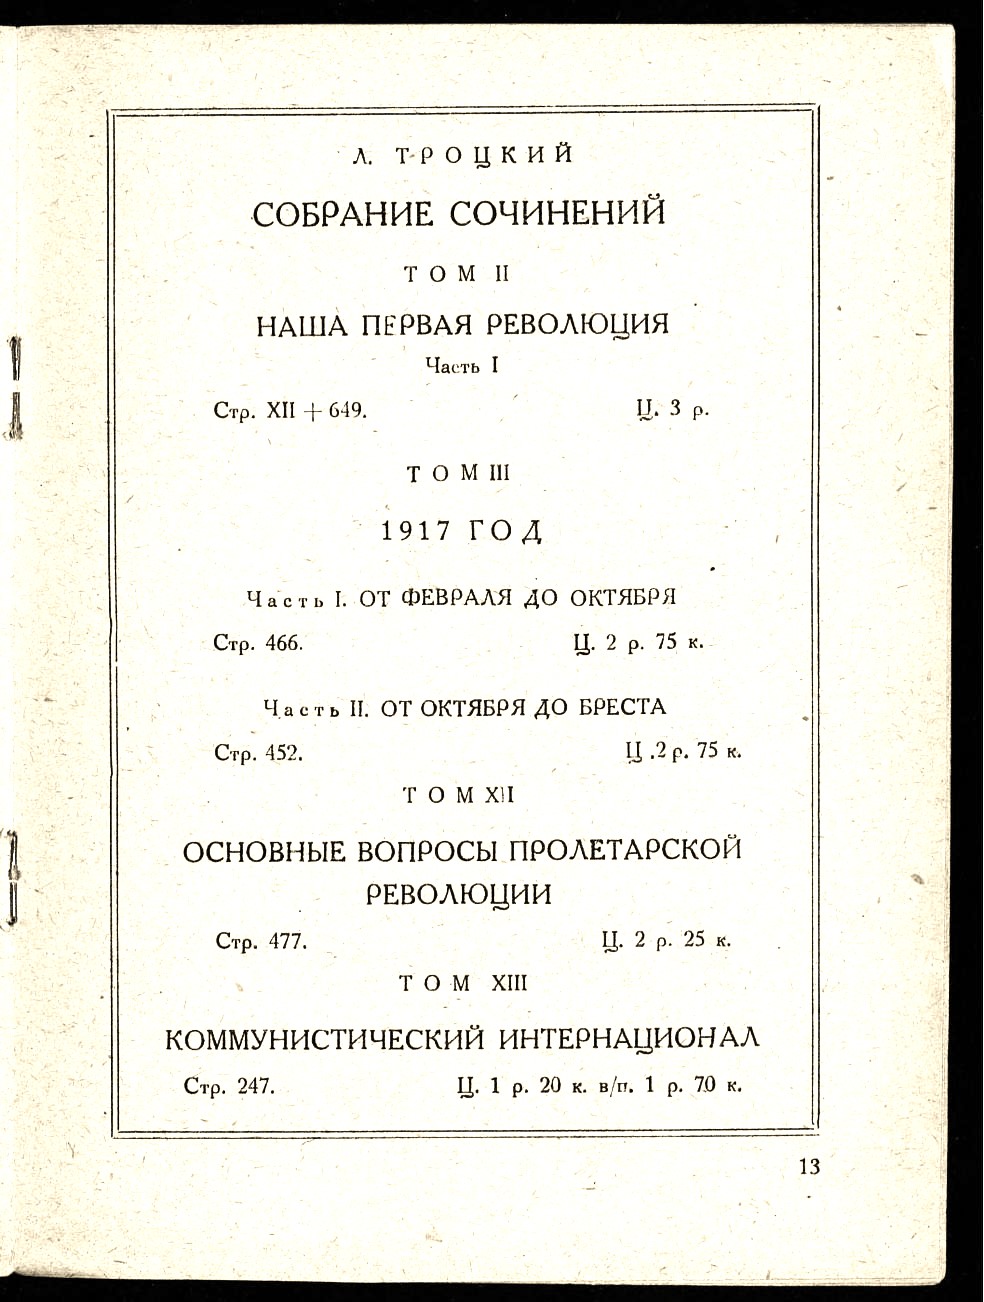 Л. ТРОЦКИЙ
СОБРАНИЕ СОЧИНЕНИЙ
ТОМ II
НАША ПЕРВАЯ РЕВОЛЮЦИЯ
Часть I
Стр. XII + 649. Ц. 3 р.
ТОМ III
1917 ГОД
Часть I. ОТ ФЕВРАЛЯ ДО ОКТЯБРЯ
Стр. 466. Ц. 2 р. 75 к.
Часть II. ОТ ОКТЯБРЯ ДО БРЕСТА
Стр. 452. Ц .2 р. 75 к.
ТОМ XII
ОСНОВНЫЕ ВОПРОСЫ ПРОЛЕТАРСКОЙ
РЕВОЛЮЦИИ
Стр. 477. Ц. 2 р. 25 к.
ТОМ XIII
КОММУНИСТИЧЕСКИЙ ИНТЕРНАЦИОНАЛ
Стр. 247. Ц. 1 р. 20 к. в/п. 1 р. 70 к.
13